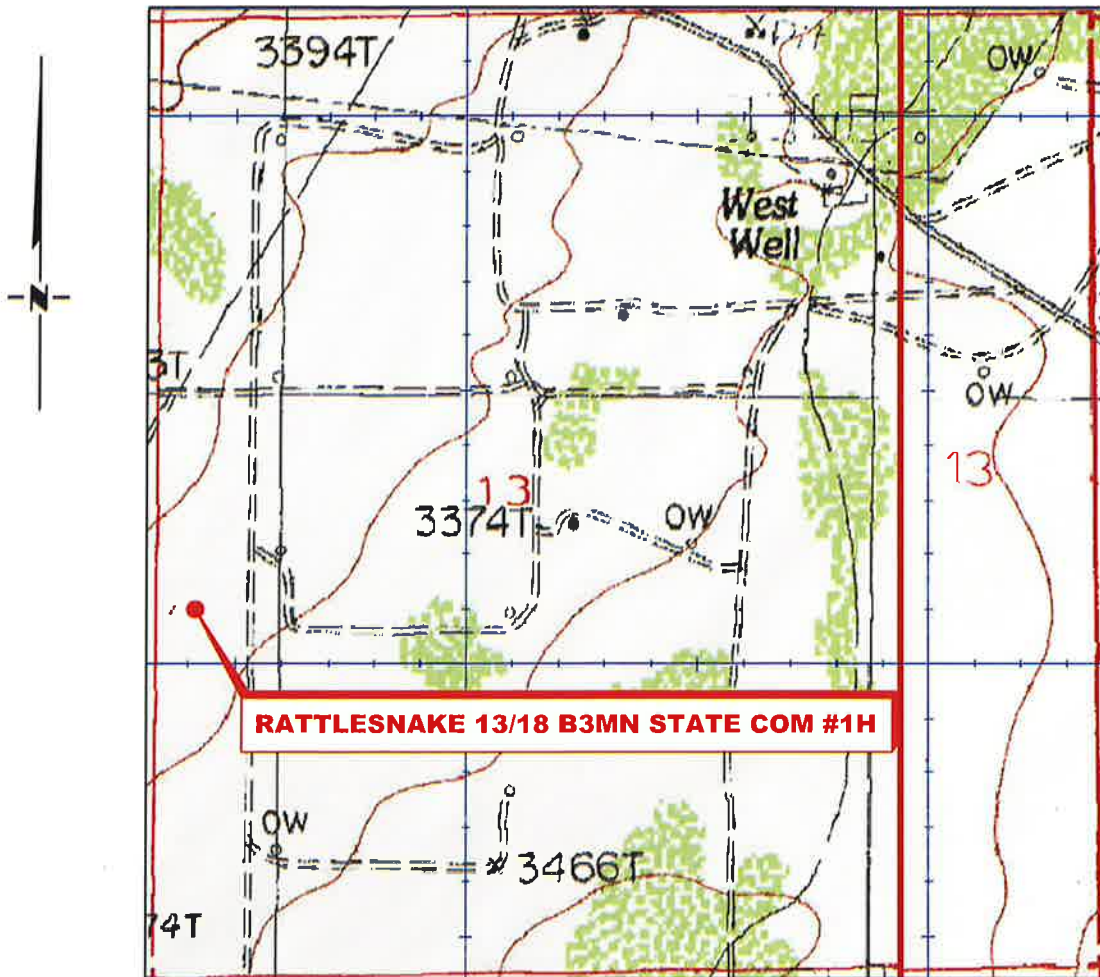 3394T
OW
West
Well
3T
OW
13
13
3374T
OW
RATTLESNAKE 13/18 B3MN STATE COM #1H
OW
3466T
74T
N